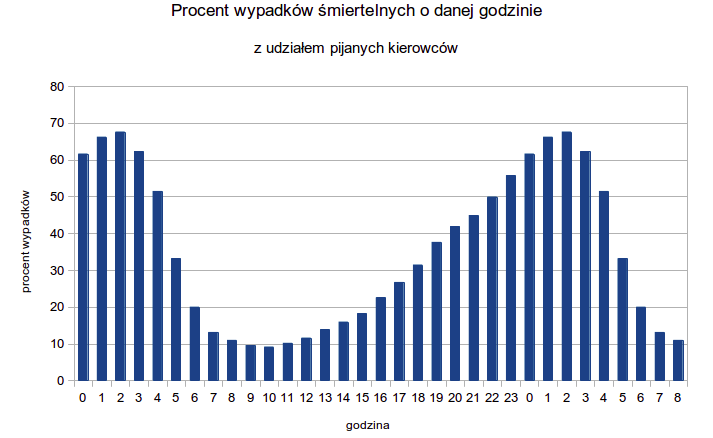 Procent wypadków śmiertelnych o danej godzinie
z udziałem pijanych kierowców
80
70
60
50
40
30
20
10
0
procent wypadków
0 1 2 3 4 5 6 7 8 9 10 11 12 13 14 15 16 17 18 19 20 21 22 23 0 1 2 3 4 5 6 7 8
godzina